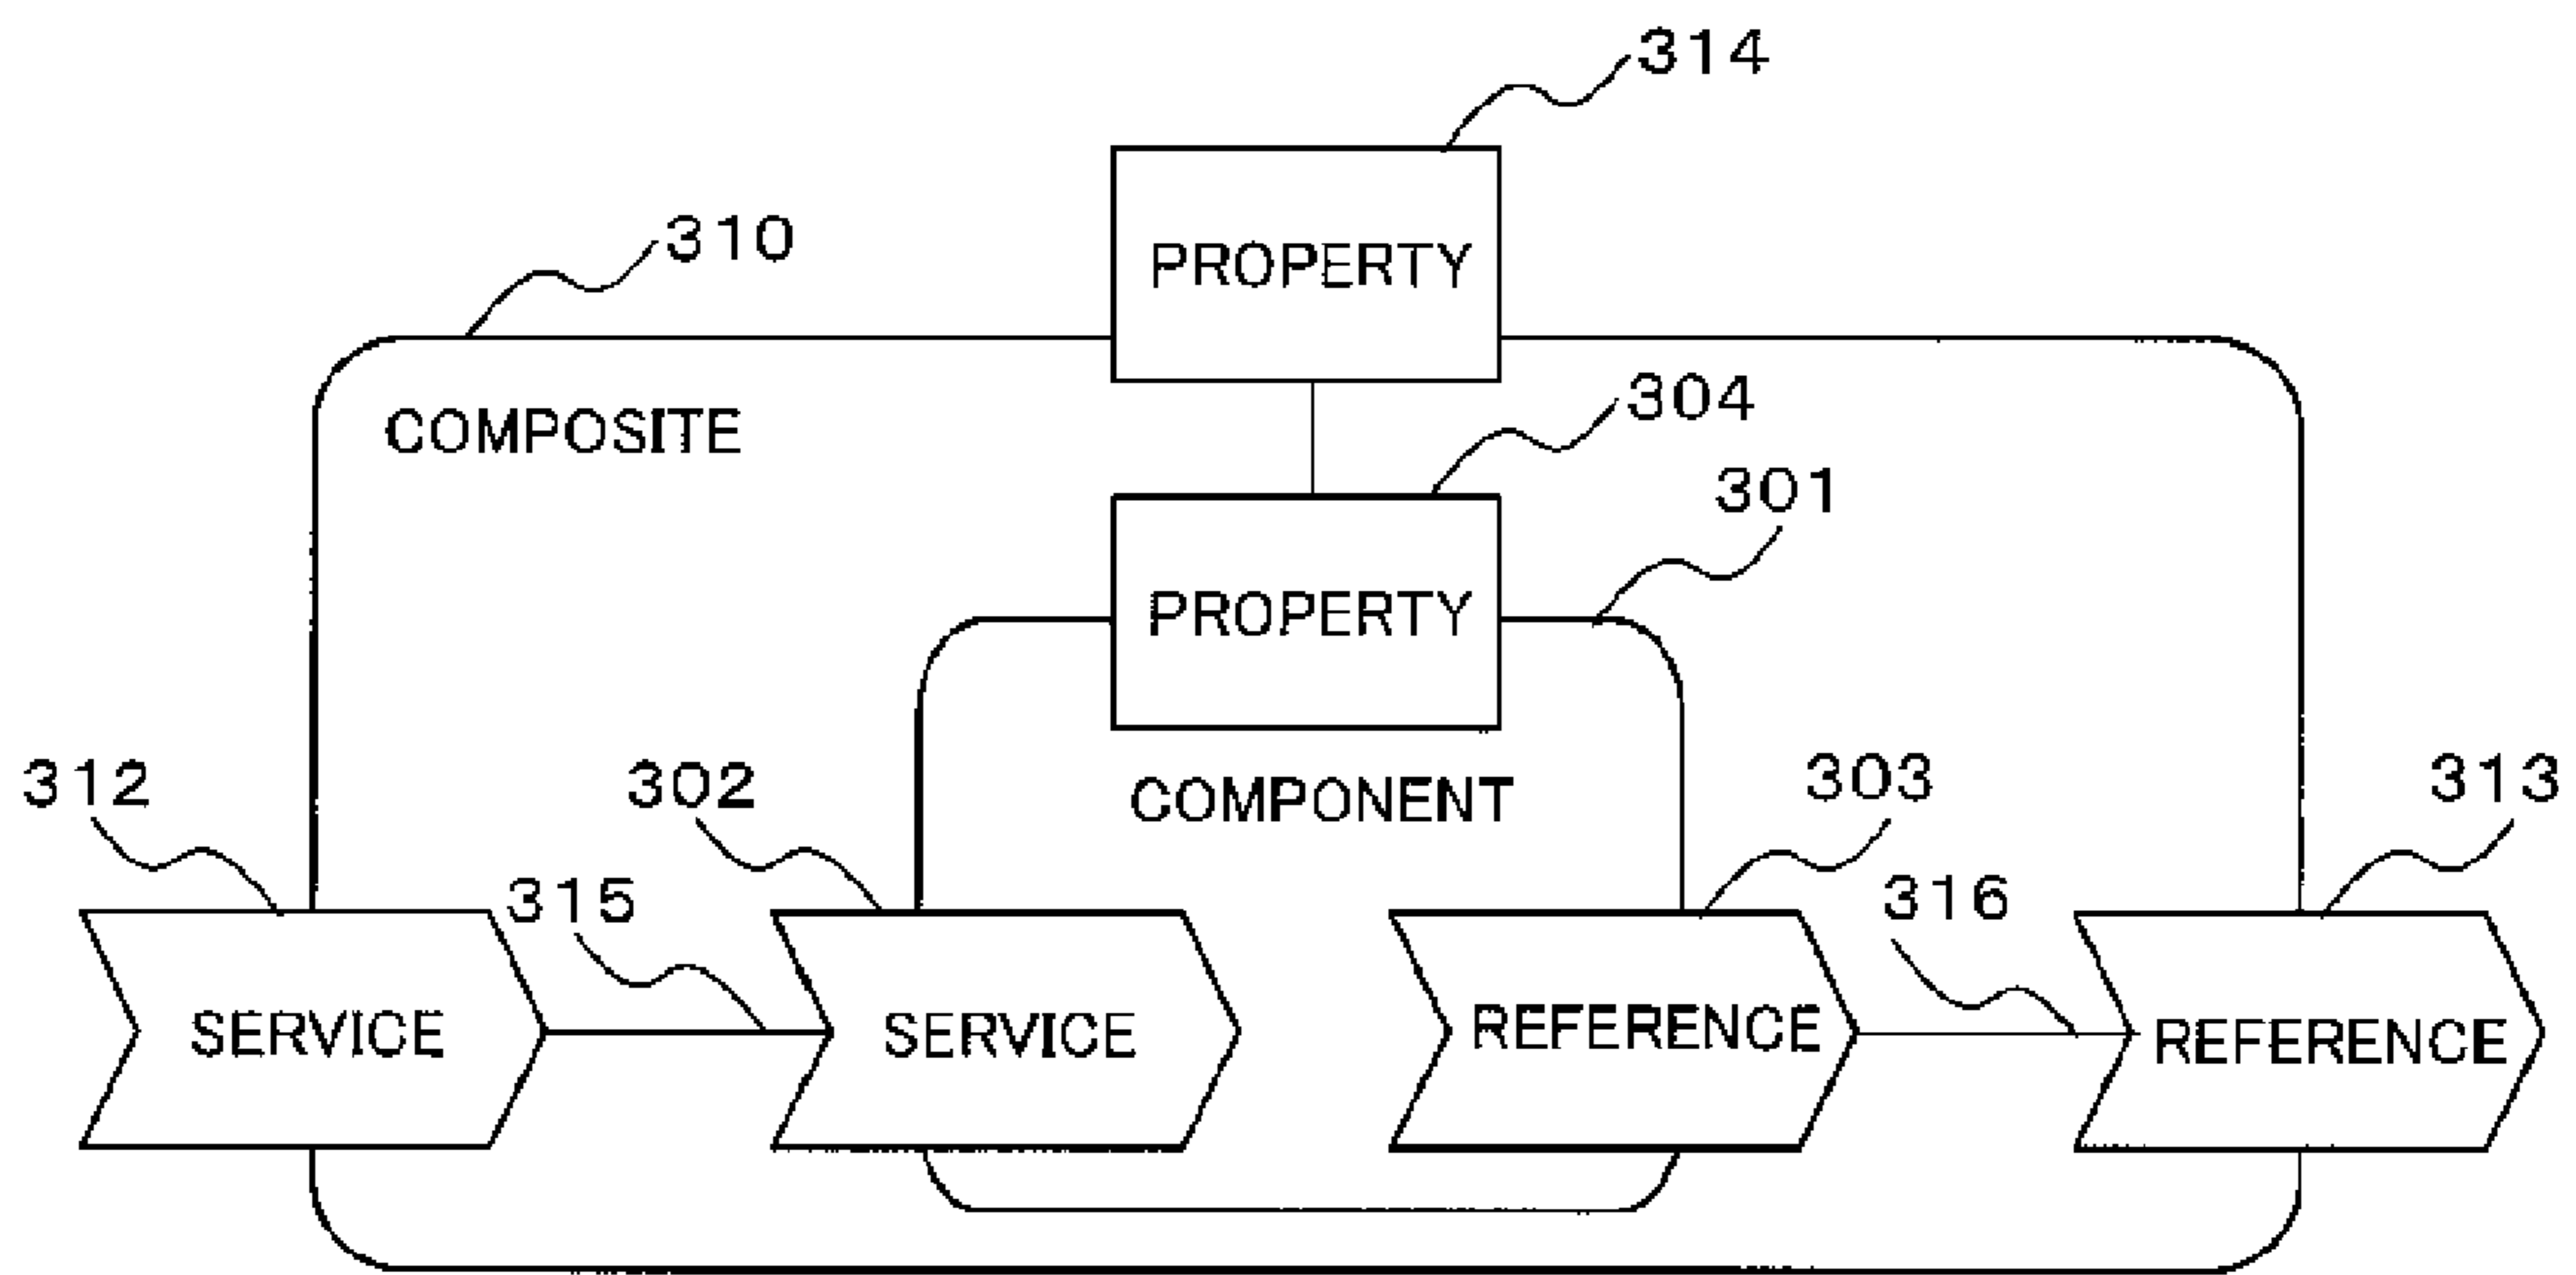 314
310
PROPERTY
304
COMPOSITE
301
PROPERTY
312
302
COMPONENT
303
313
315
316
SERVICE
SERVICE
REFERENCE
REFERENCE